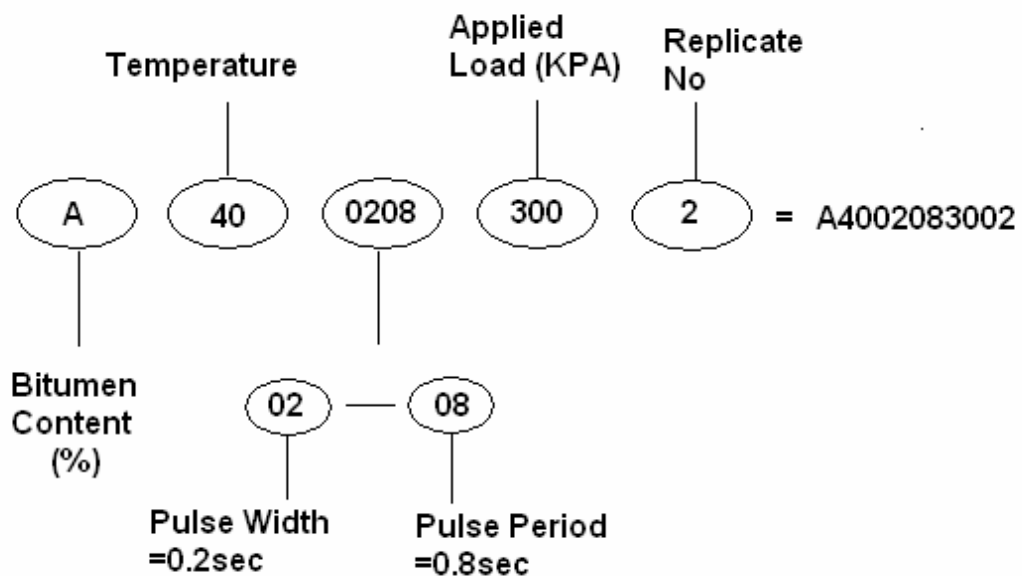 Temperature
Applied
Load (KPA)
Replicate
No
A
40
0208
300
2
= A4002083002
Bitumen
Content
(%)
02
08
Pulse Width
=0.2sec
Pulse Period
=0.8sec